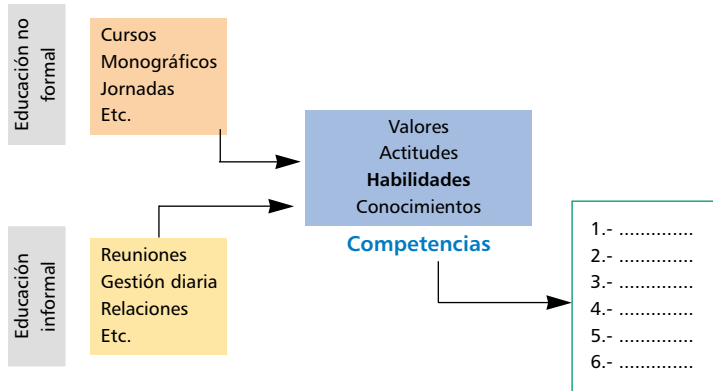 Educación no
formal
Cursos
Monográficos
Jornadas
Etc.
Valores
Actitudes
Habilidades
Conocimientos
Competencias
Educación
informal
Reuniones
Gestión diaria
Relaciones
Etc.
1.- ..............
2.- ..............
3.- ..............
4.- ..............
5.- ..............
6.- ..............